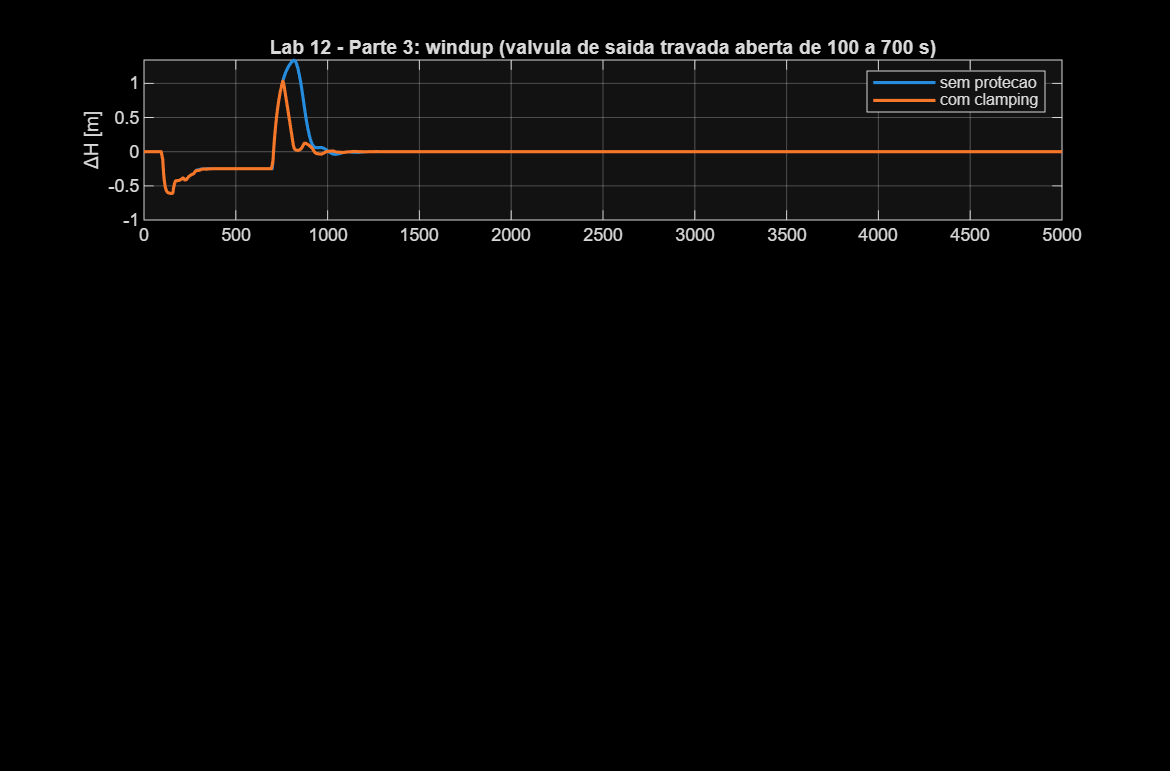 Lab 12 - Parte 3: windup (valvula de saida travada aberta de 100 a 700 s)
sem protecao
com clamping
ΔH [m]
1
0.5
0
-0.5
-1
0 500 1000 1500 2000 2500 3000 3500 4000 4500 5000